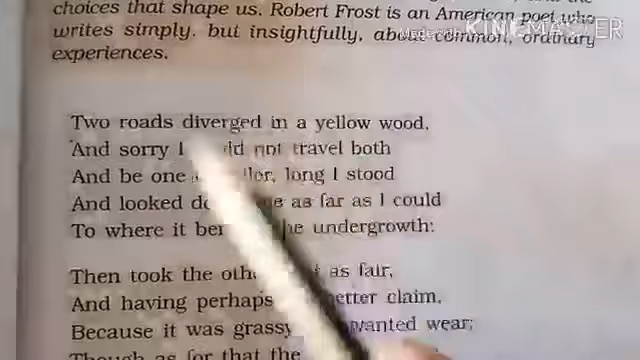 choices that shape us. Robert Frost is an American poet who
writes simply, but insightfully, about common, ordinary
experiences.
Made with KINEMASTER
Two roads diverged in a yellow wood,
And sorry I not travel both
And be one long I stood
And looked as far as I could
To where it undergrowth;
Then took the as fair,
And having perhaps claim,
Because it was grassy wanted wear;
Though as for that the